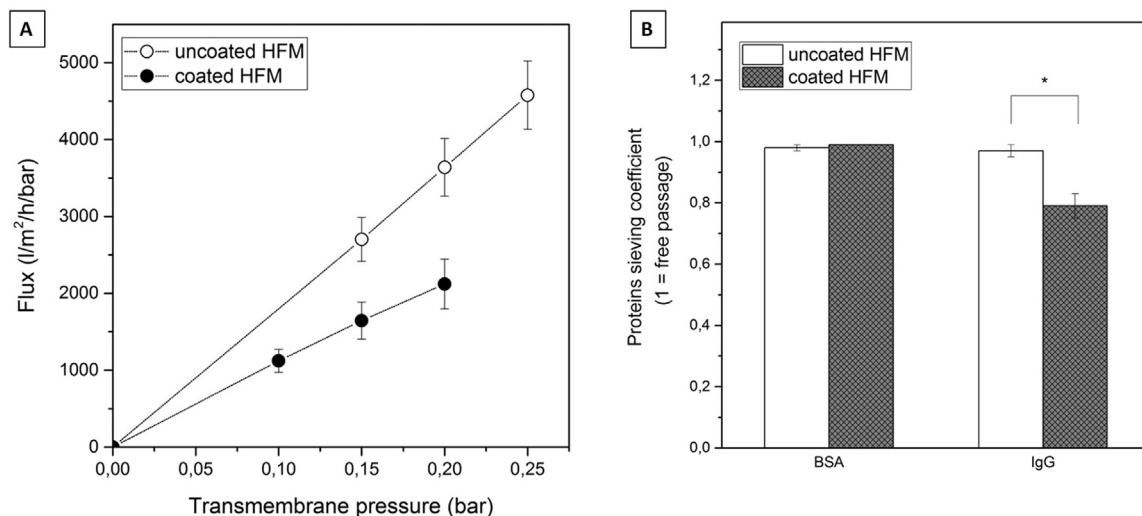 A
uncoated HFM
coated HFM
5000
4000
3000
2000
1000
0
Flux (l/m²/h/bar)
0,00 0,05 0,10 0,15 0,20 0,25
Transmembrane pressure (bar)
B
uncoated HFM
coated HFM
*
1,2
1,0
0,8
0,6
0,4
0,2
0,0
Proteins sieving coefficient
(1 = free passage)
BSA IgG